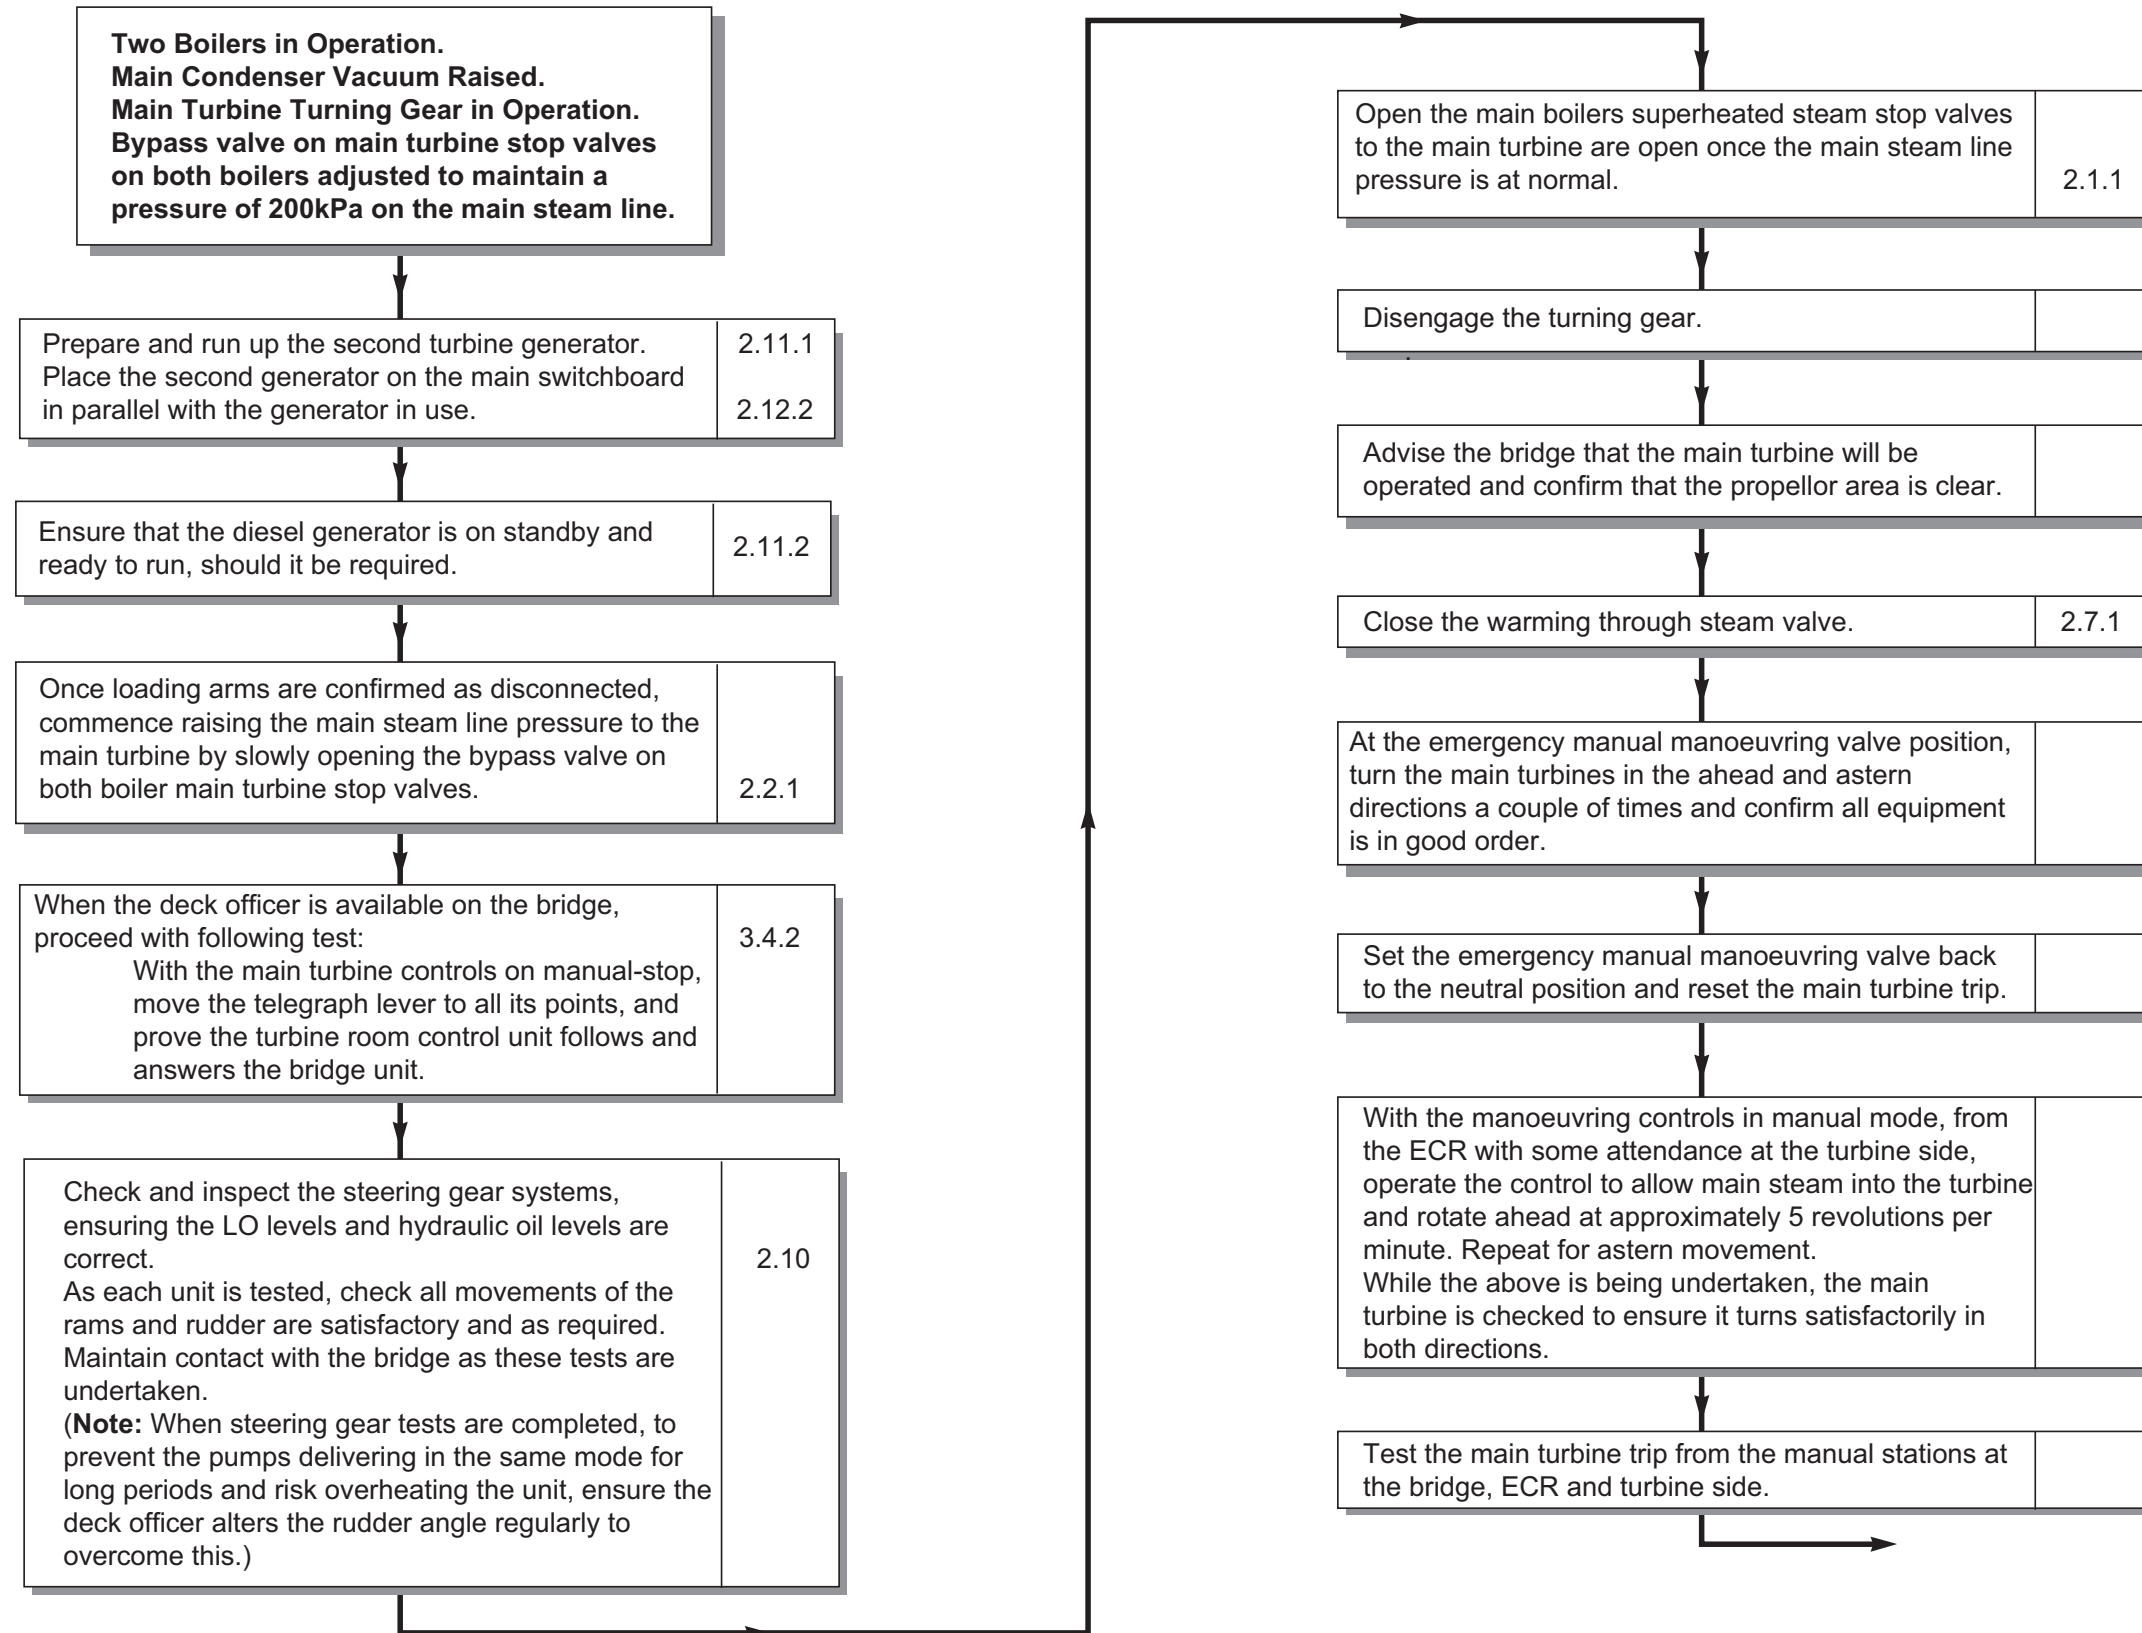 Two Boilers in Operation.
Main Condenser Vacuum Raised.
Main Turbine Turning Gear in Operation.
Bypass valve on main turbine stop valves
on both boilers adjusted to maintain a
pressure of 200kPa on the main steam line.
Prepare and run up the second turbine generator. 2.11.1
Place the second generator on the main switchboard
in parallel with the generator in use. 2.12.2
Ensure that the diesel generator is on standby and
ready to run, should it be required.
2.11.2
Once loading arms are confirmed as disconnected,
commence raising the main steam line pressure to the
main turbine by slowly opening the bypass valve on
both boiler main turbine stop valves. 2.2.1
When the deck officer is available on the bridge,
proceed with following test: 3.4.2
With the main turbine controls on manual-stop,
move the telegraph lever to all its points, and
prove the turbine room control unit follows and
answers the bridge unit.
Check and inspect the steering gear systems,
ensuring the LO levels and hydraulic oil levels are
correct. 2.10
As each unit is tested, check all movements of the
rams and rudder are satisfactory and as required.
Maintain contact with the bridge as these tests are
undertaken.
(Note: When steering gear tests are completed, to
prevent the pumps delivering in the same mode for
long periods and risk overheating the unit, ensure the
deck officer alters the rudder angle regularly to
overcome this.)
Open the main boilers superheated steam stop valves
to the main turbine are open once the main steam line
pressure is at normal. 2.1.1
Disengage the turning gear.
Advise the bridge that the main turbine will be
operated and confirm that the propellor area is clear.
Close the warming through steam valve. 2.7.1
At the emergency manual manoeuvring valve position,
turn the main turbines in the ahead and astern
directions a couple of times and confirm all equipment
is in good order.
Set the emergency manual manoeuvring valve back
to the neutral position and reset the main turbine trip.
With the manoeuvring controls in manual mode, from
the ECR with some attendance at the turbine side,
operate the control to allow main steam into the turbine
and rotate ahead at approximately 5 revolutions per
minute. Repeat for astern movement.
While the above is being undertaken, the main
turbine is checked to ensure it turns satisfactorily in
both directions.
Test the main turbine trip from the manual stations at
the bridge, ECR and turbine side.